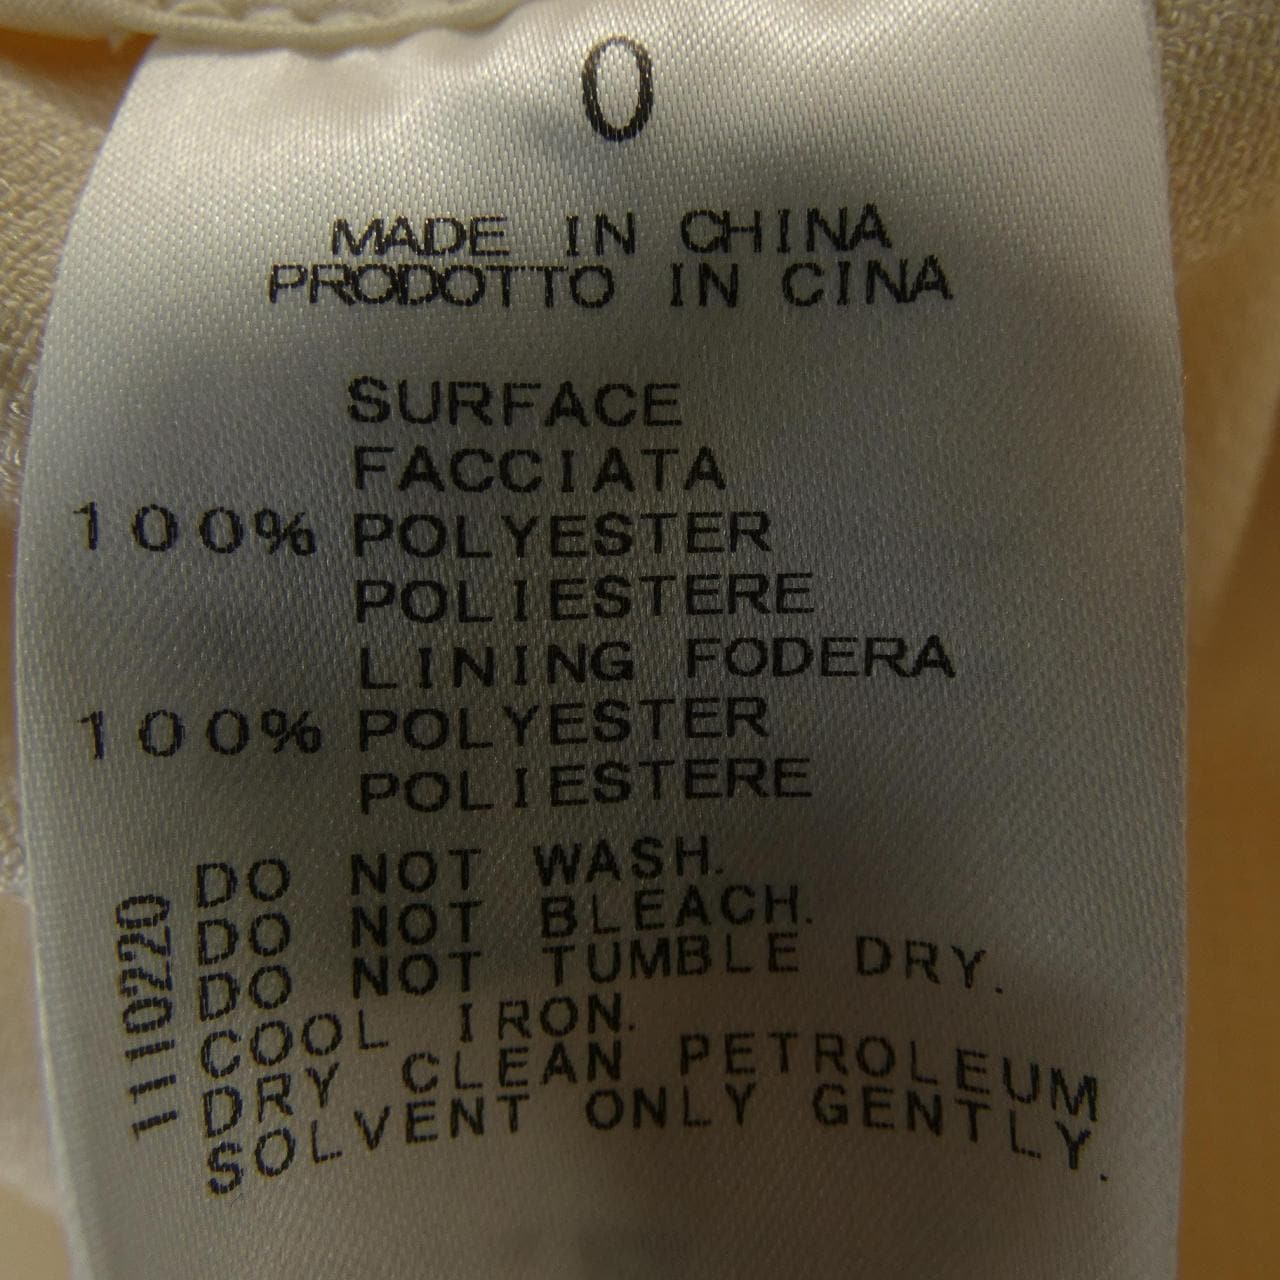 0
MADE IN CHINA
PRODOTTO IN CINA
SURFACE
FACCIATA
100% POLYESTER
POLIESTERE
LINING FODERA
100% POLYESTER
POLIESTERE
DO NOT WASH.
DO NOT BLEACH.
DO NOT TUMBLE DRY.
COOL IRON.
DRY CLEAN PETROLEUM
SOLVENT ONLY GENTLY.
1110220